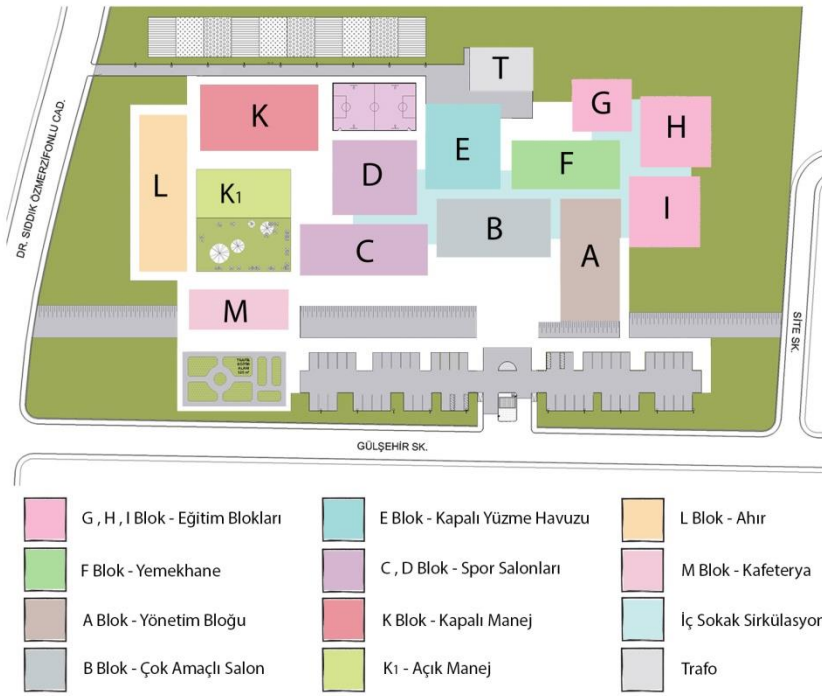 T
G
H
K
E
L
D
F
K1
I
B
C
A
M
DR. SIDDIK ÖZMERZİFONLU CAD.
SİTE SK.
GÜLŞEHİR SK.
G , H , I Blok - Eğitim Blokları
E Blok - Kapalı Yüzme Havuzu
L Blok - Ahır
F Blok - Yemekhane
C , D Blok - Spor Salonları
M Blok - Kafeterya
A Blok - Yönetim Bloğu
K Blok - Kapalı Manej
İç Sokak Sirkülasyon
B Blok - Çok Amaçlı Salon
K1 - Açık Manej
Trafo